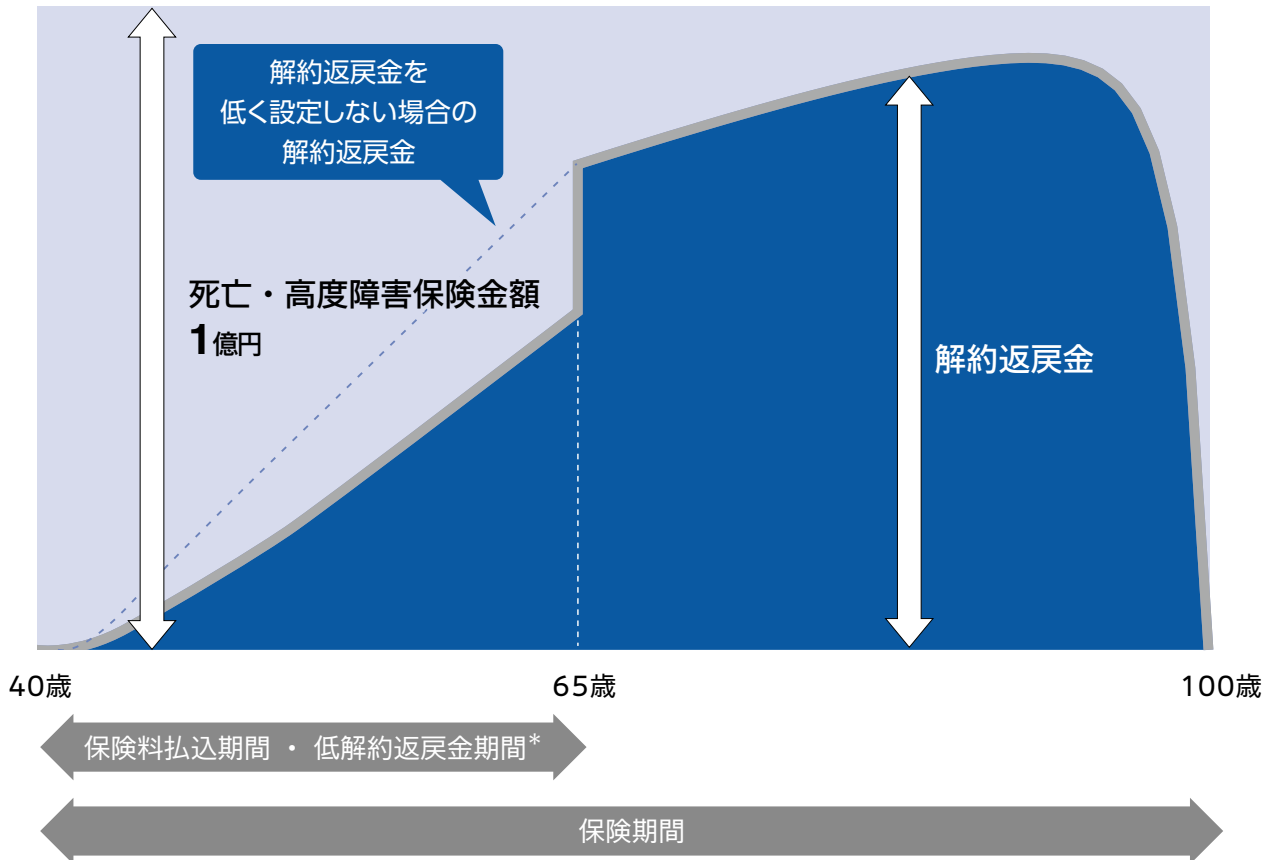 解約返戻金を
低く設定しない場合の
解約返戻金
死亡・高度障害保険金額
1億円
解約返戻金
40歳
65歳
100歳
保険料払込期間 ・ 低解約返戻金期間*
保険期間